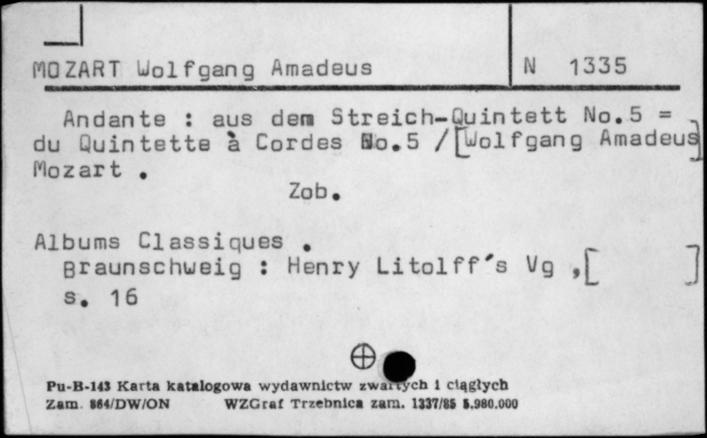 MOZART Wolfgang Amadeus N 1335
Andante : aus dem Streich-Quintett No.5 =
du Quintette à Cordes No.5 /[Wolfgang Amadeus]
Mozart .
Zob.
Albums Classiques .
Braunschweig : Henry Litolff's Vg ,[ ]
s. 16
Pu-B-143 Karta katalogowa wydawnictw zwartych i ciągłych
Zam. 864/DW/ON WZGraf Trzebnica zam. 1337/85 5.980.000